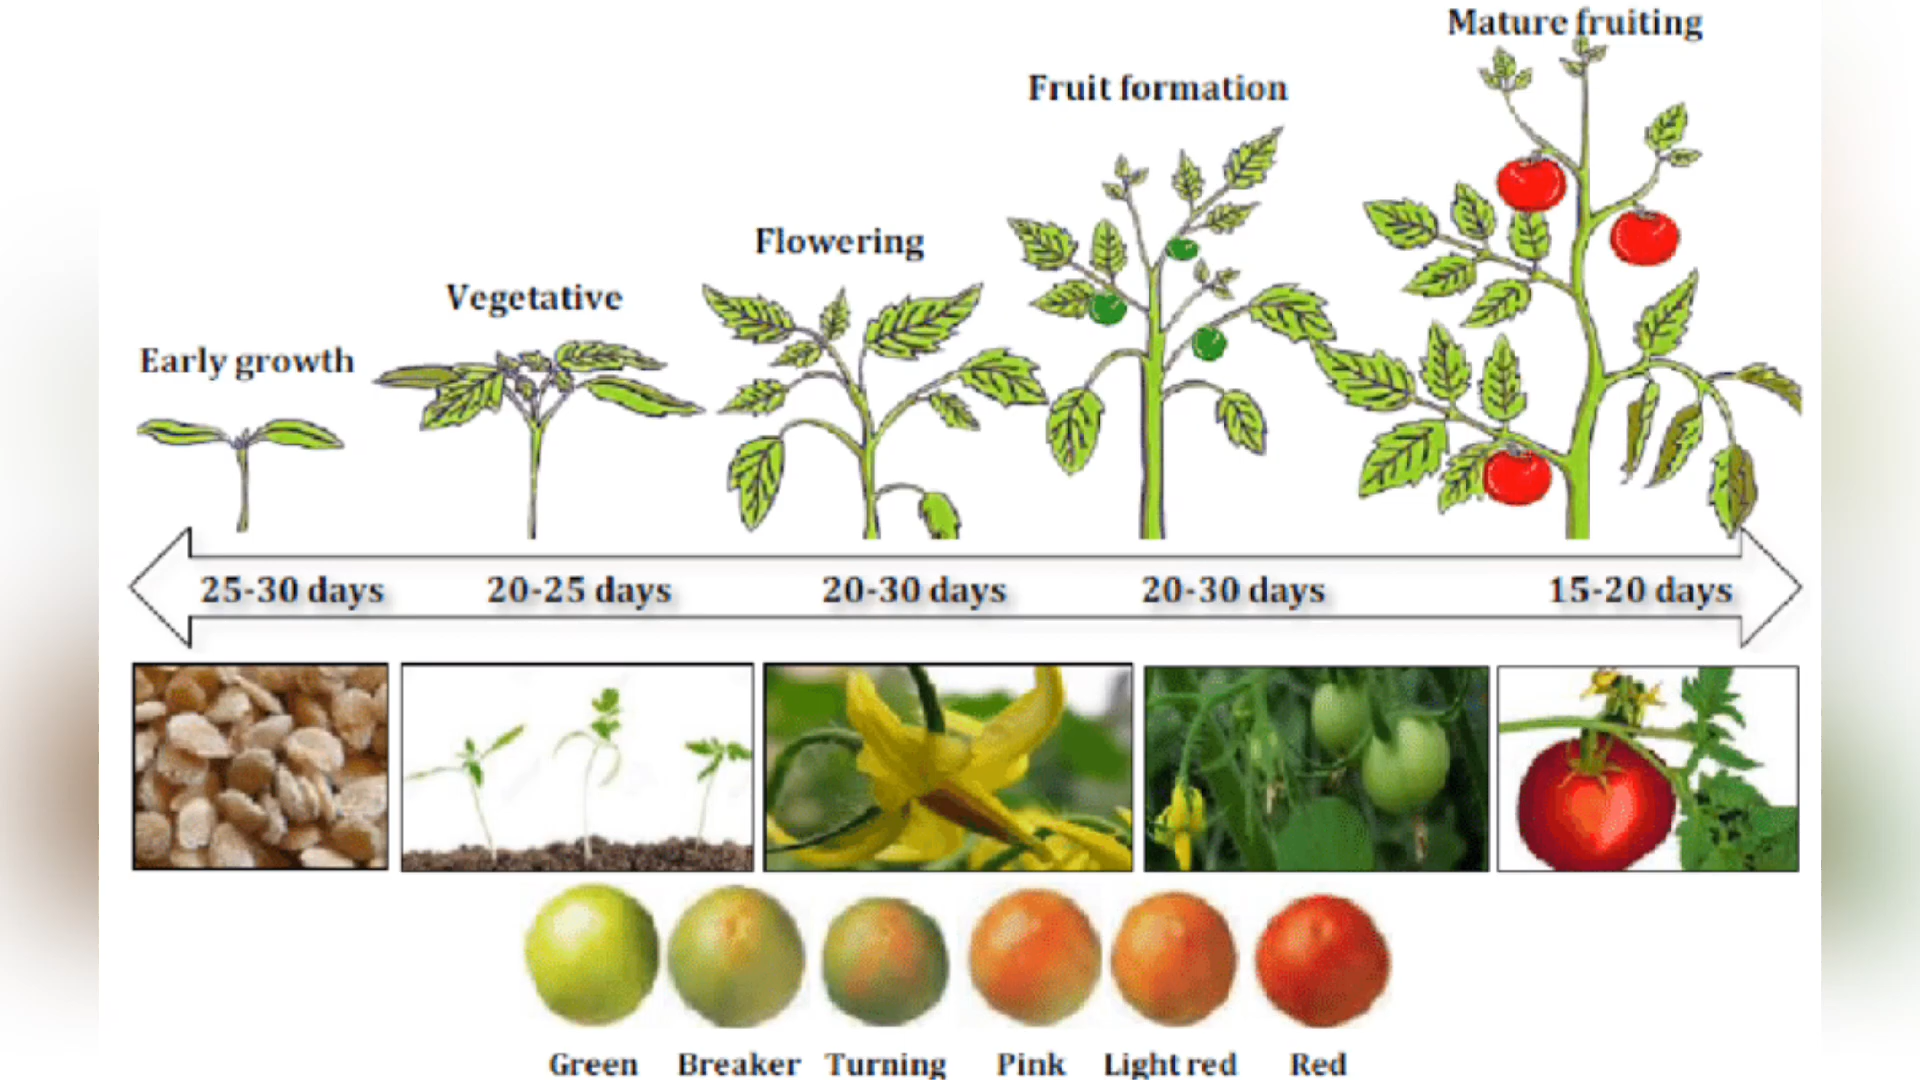 Mature fruiting
Fruit formation
Flowering
Vegetative
Early growth
25-30 days 20-25 days 20-30 days 20-30 days 15-20 days
Green Breaker Turning Pink Light red Red